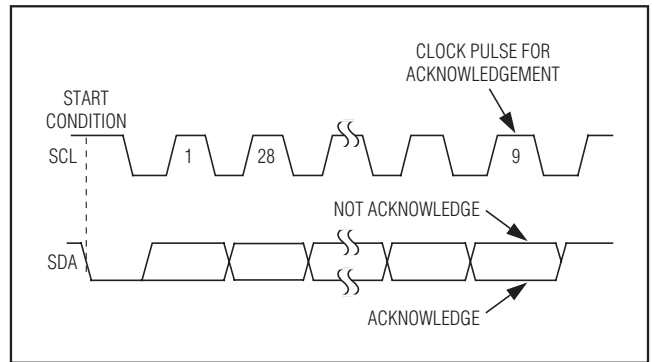 CLOCK PULSE FOR
ACKNOWLEDGEMENT
START
CONDITION
SCL
1
28
9
NOT ACKNOWLEDGE
SDA
ACKNOWLEDGE